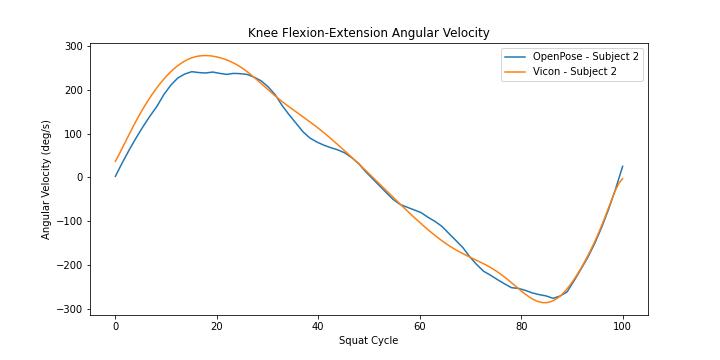 Knee Flexion-Extension Angular Velocity
OpenPose - Subject 2
Vicon - Subject 2
Angular Velocity (deg/s)
300
200
100
0
−100
−200
−300
0 20 40 60 80 100
Squat Cycle